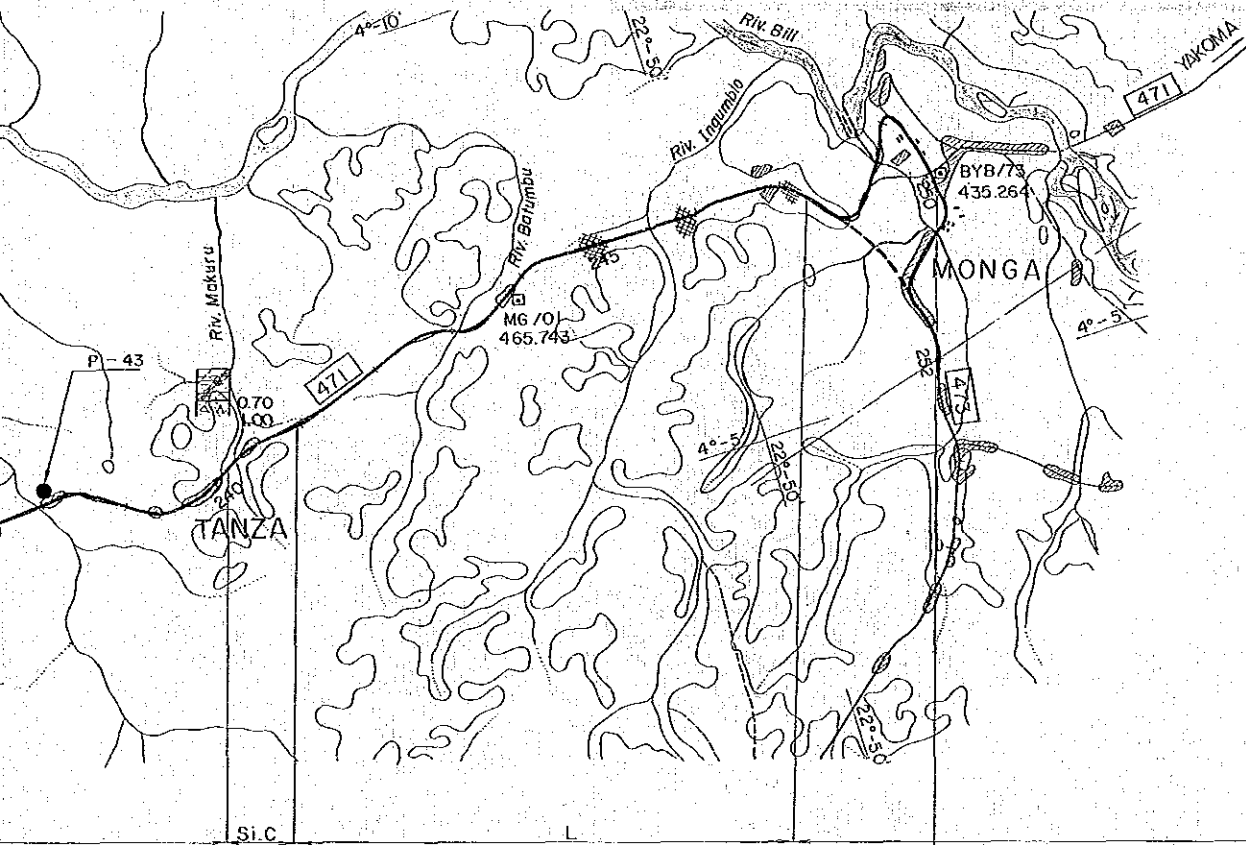 4°-10'
22°-50'
Riv. Bili
YAKOMA
471
Riv. Ingumblo
BYB/73
435.264
250
Riv. Batumbu
245
MONGA
Riv. Makuru
MG/01
465.743
4°-5'
P-43
471
252
473
0.70
1.00
4°-5'
22°-50'
240
TANZA
22°-50'
Si.C
L